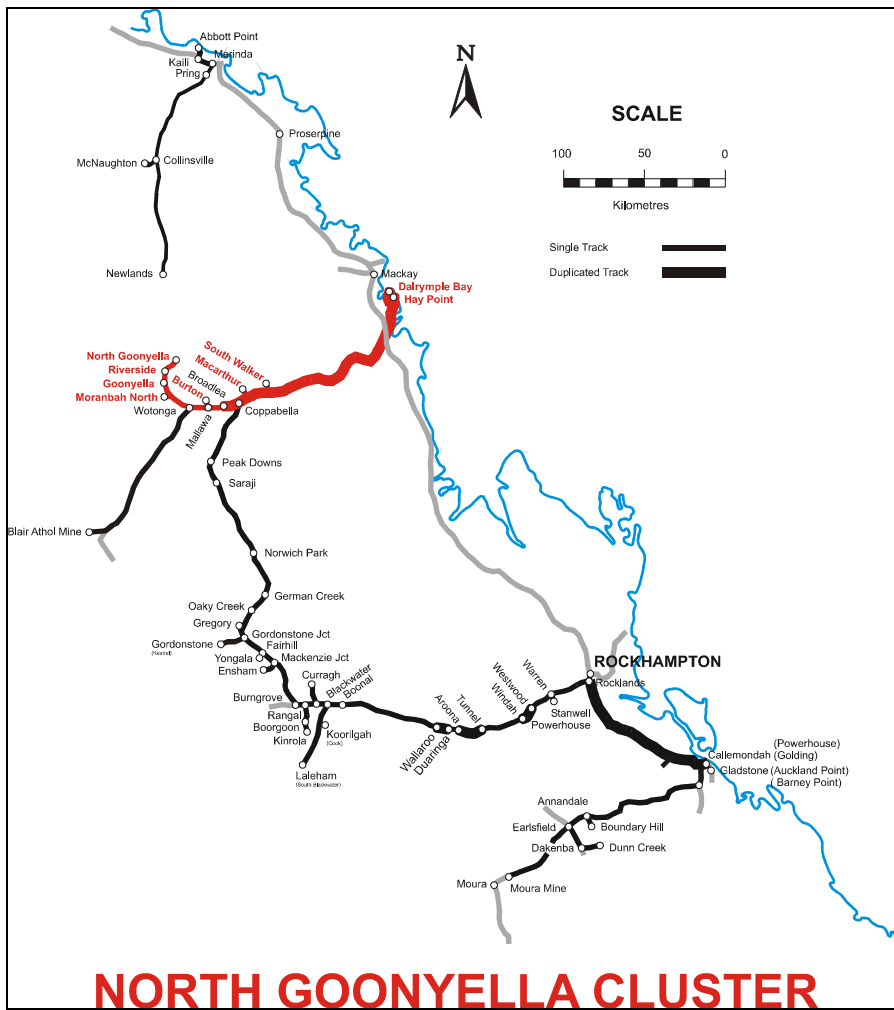 Abbott Point
Kaili
Merinda
Pring
N
SCALE
100
50
0
Kilometres
Proserpine
McNaughton
Collinsville
Single Track
Duplicated Track
Newlands
Mackay
Dalrymple Bay
Hay Point
North Goonyella
Riverside
Goonyella
Moranbah North
South Walker
Macarthur
Broadlea
Burton
Wotonga
Mallawa
Coppabella
Peak Downs
Saraji
Blair Athol Mine
Norwich Park
German Creek
Oaky Creek
Gregory
Gordonstone Jct
Gordonstone
(Kestrel)
Fairhill
Yongala
Mackenzie Jct
Ensham
Curragh
Blackwater
Boonal
Burngrove
Rangal
Boorgoon
Kinrola
Koorilgah
(Cook)
Laleham
(South Blackwater)
Wallaroo
Duaringa
Aroona
Tunnel
Windah
Westwood
Warren
ROCKHAMPTON
Rocklands
Stanwell
Powerhouse
Callemondah
(Powerhouse)
(Golding)
Gladstone
(Auckland Point)
( Barney Point)
Annandale
Earlsfield
Boundary Hill
Dakenba
Dunn Creek
Moura
Moura Mine
NORTH GOONYELLA CLUSTER